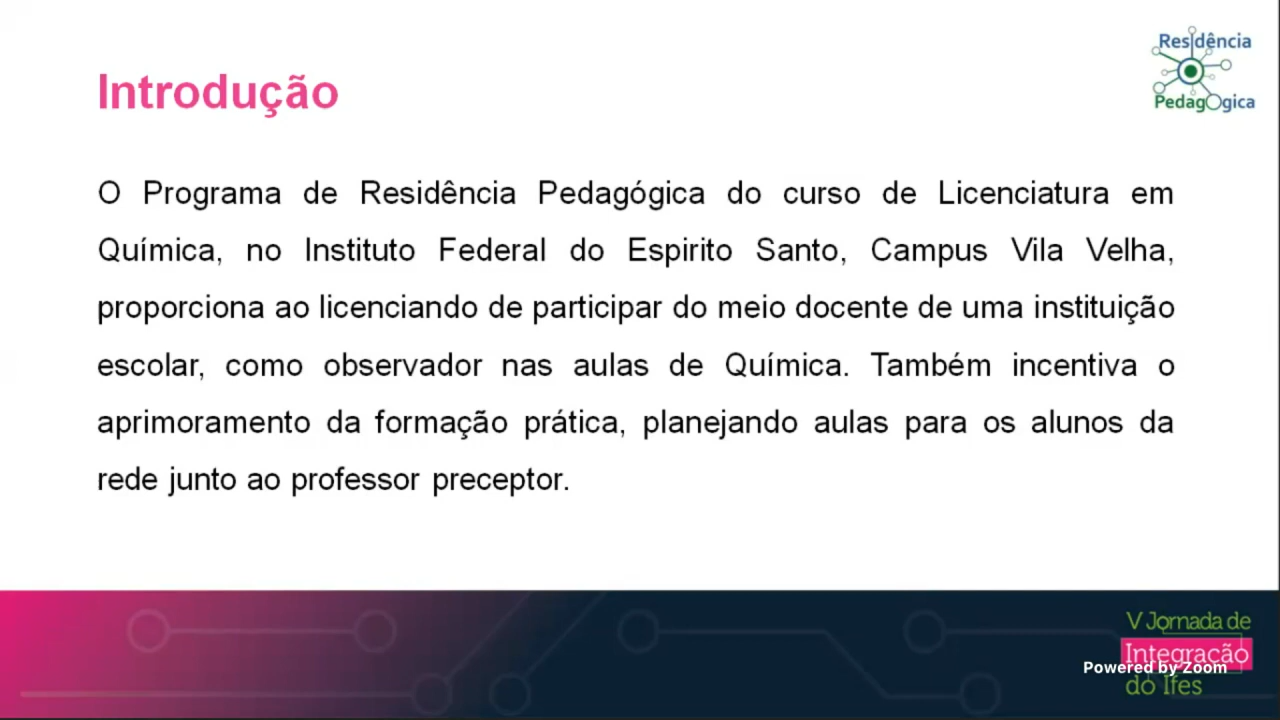 Residência
Pedagógica
Introdução
O Programa de Residência Pedagógica do curso de Licenciatura em
Química, no Instituto Federal do Espirito Santo, Campus Vila Velha,
proporciona ao licenciando de participar do meio docente de uma instituição
escolar, como observador nas aulas de Química. Também incentiva o
aprimoramento da formação prática, planejando aulas para os alunos da
rede junto ao professor preceptor.
V Jornada de
Integração
Powered by Zoom
do Ifes